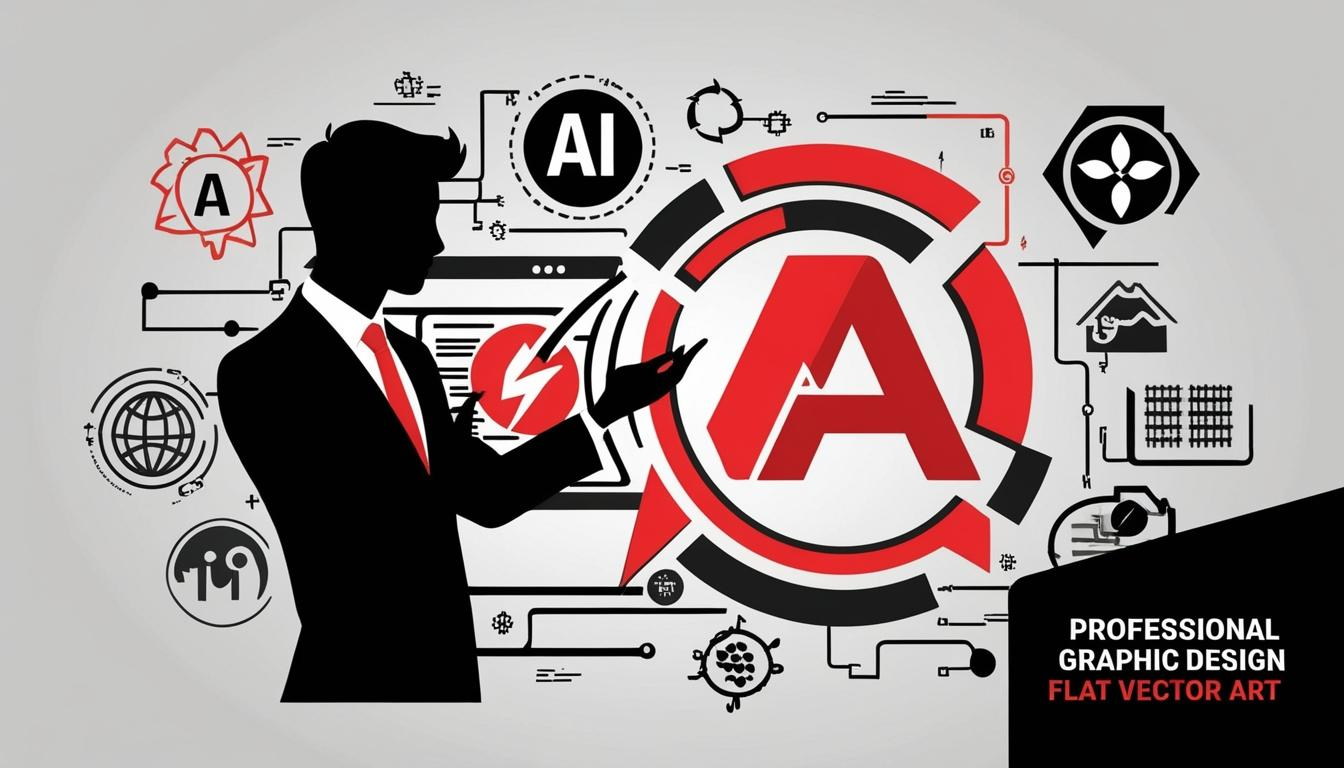 AI
A
A
PROFESSIONAL
GRAPHIC DESIGN
FLAT VECTOR ART